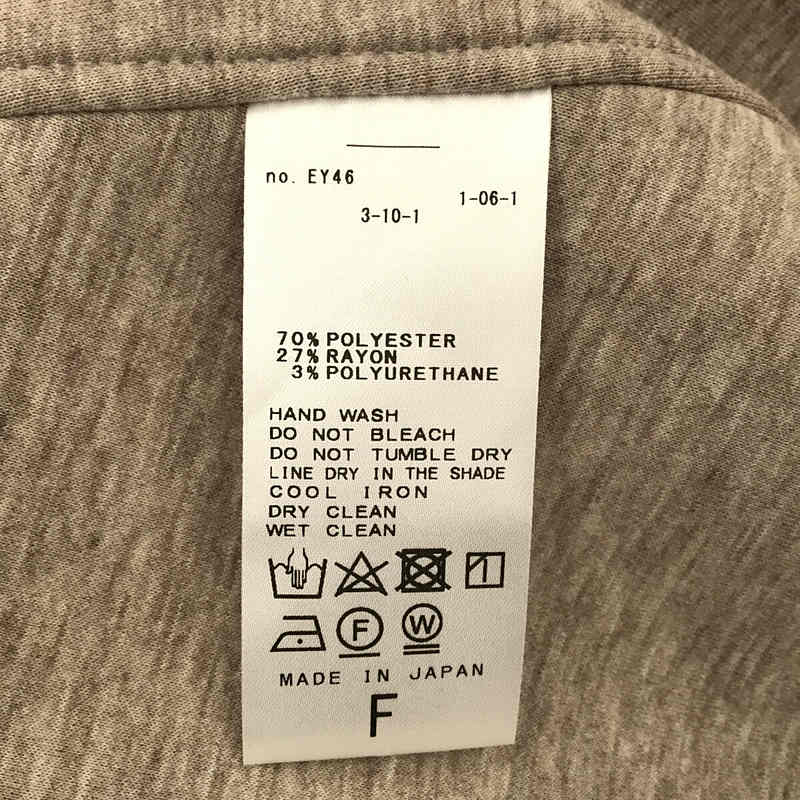 no. EY46
1-06-1
3-10-1
70% POLYESTER
27% RAYON
3% POLYURETHANE
HAND WASH
DO NOT BLEACH
DO NOT TUMBLE DRY
LINE DRY IN THE SHADE
COOL IRON
DRY CLEAN
WET CLEAN
F W
MADE IN JAPAN
F